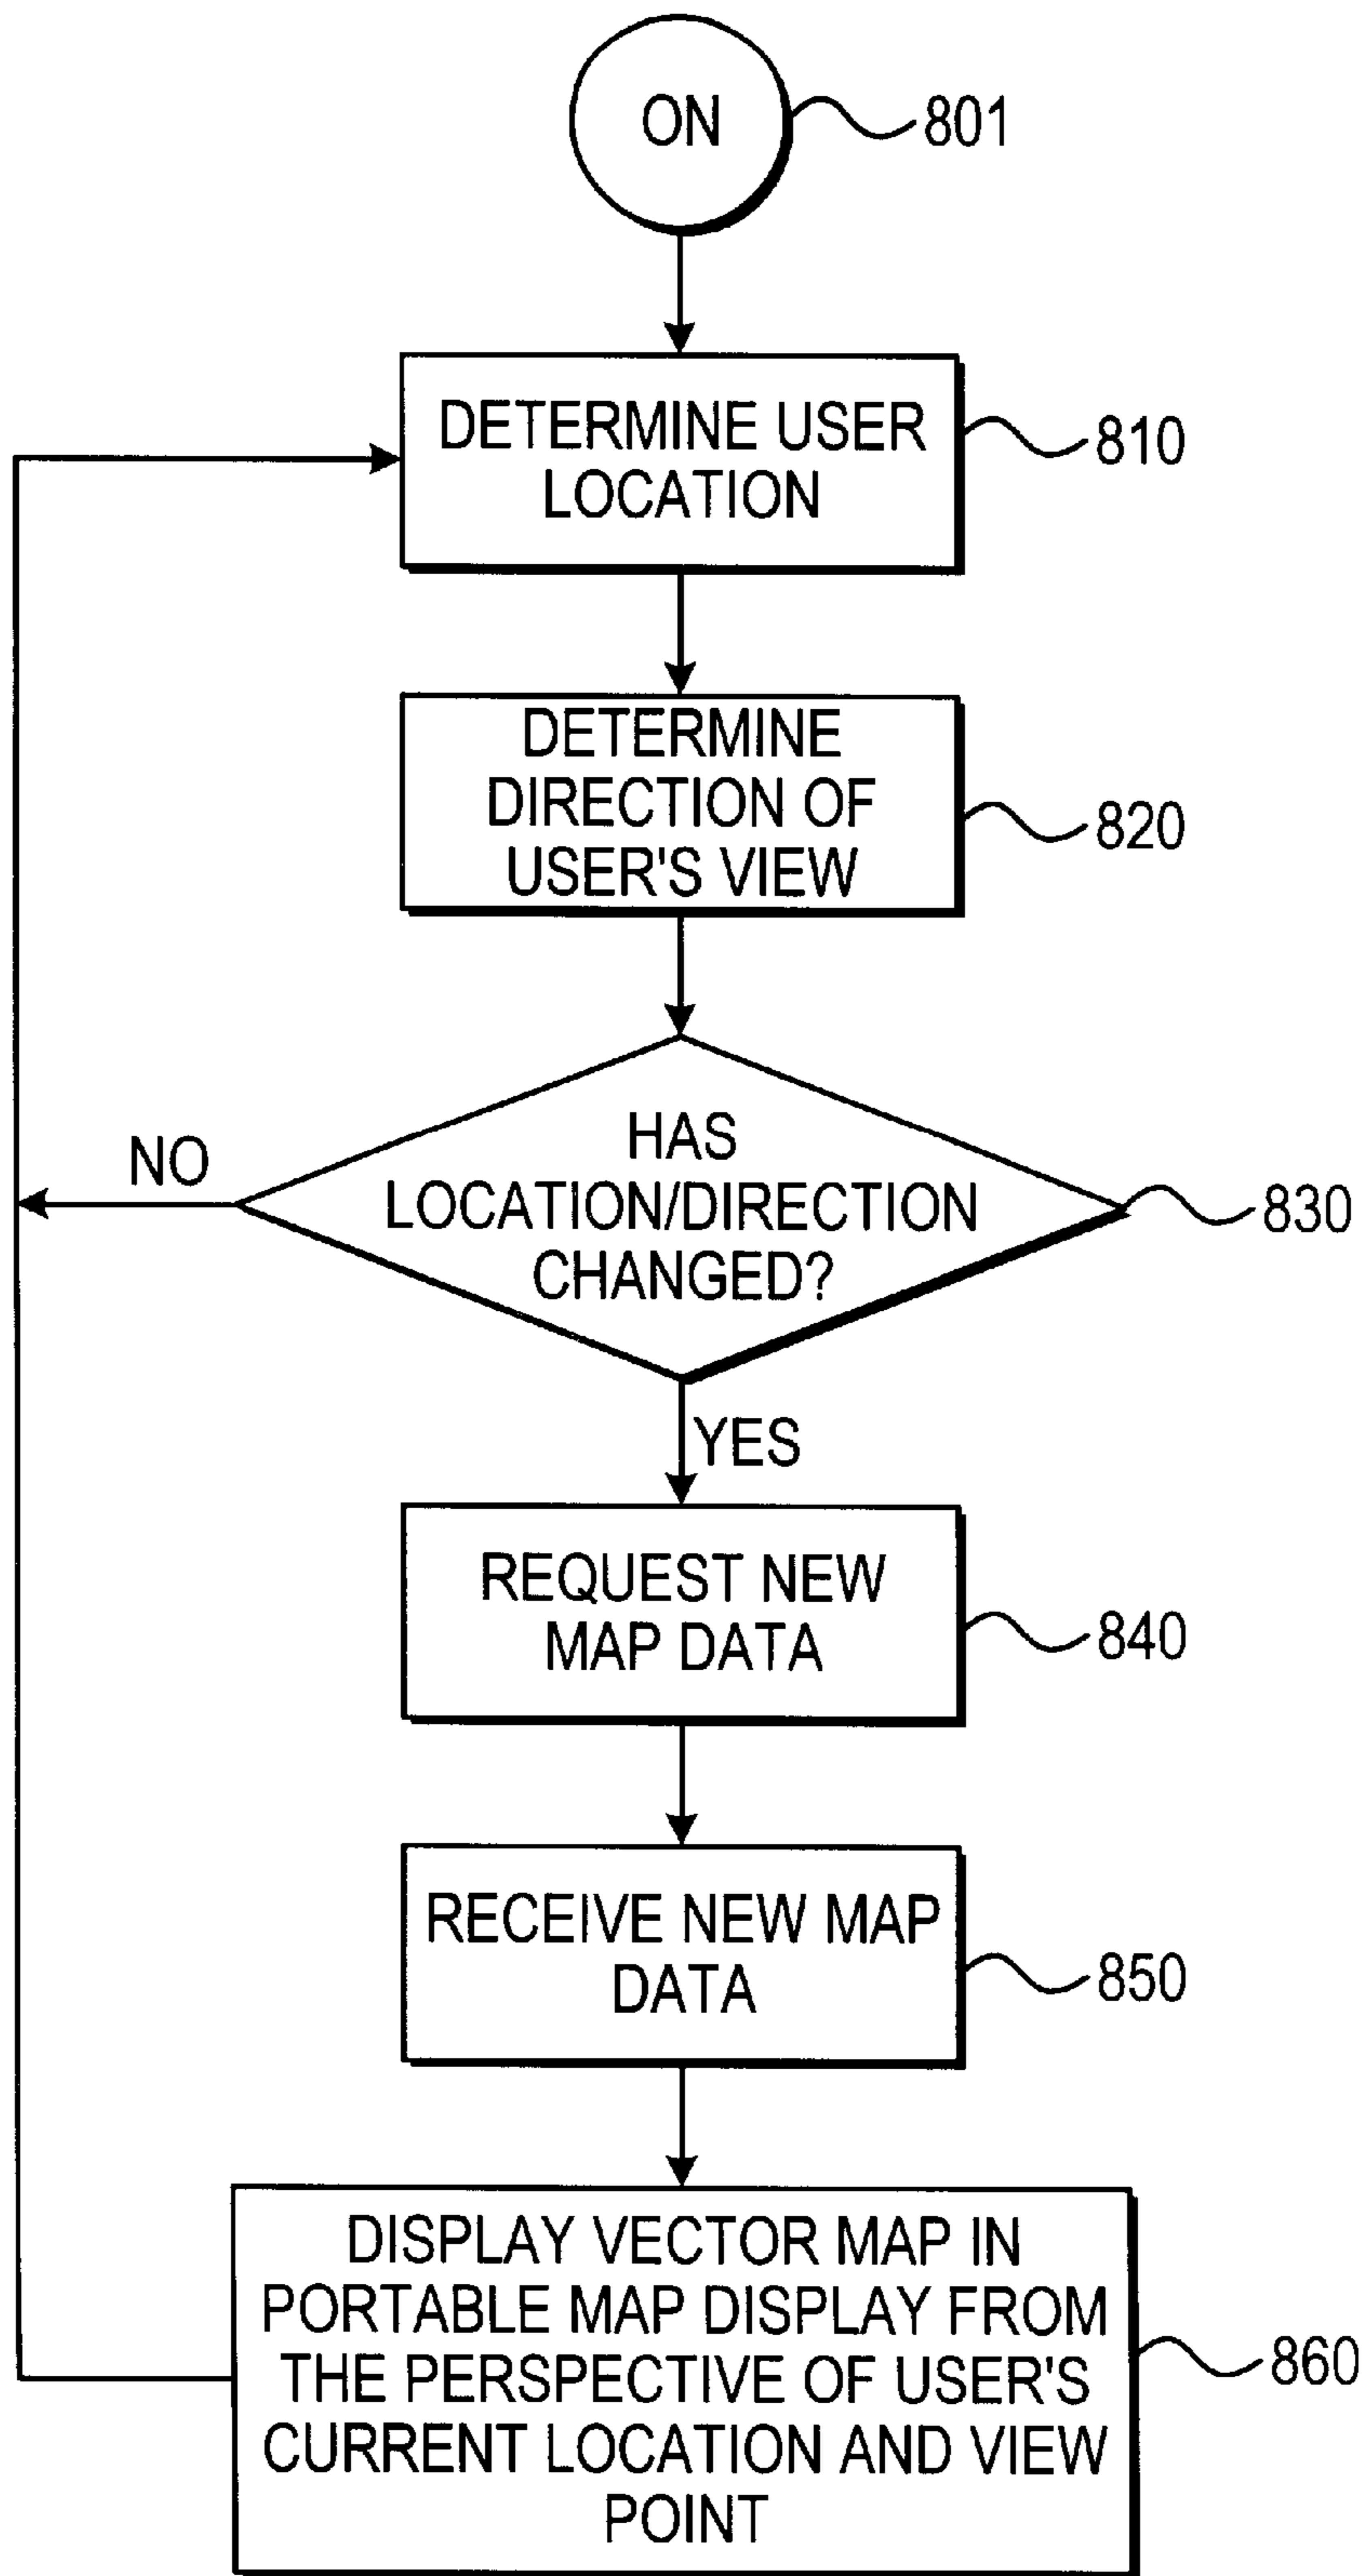 ON
801
DETERMINE USER
LOCATION
810
DETERMINE
DIRECTION OF
USER'S VIEW
820
HAS
LOCATION/DIRECTION
CHANGED?
830
NO
YES
REQUEST NEW
MAP DATA
840
RECEIVE NEW MAP
DATA
850
DISPLAY VECTOR MAP IN
PORTABLE MAP DISPLAY FROM
THE PERSPECTIVE OF USER'S
CURRENT LOCATION AND VIEW
POINT
860